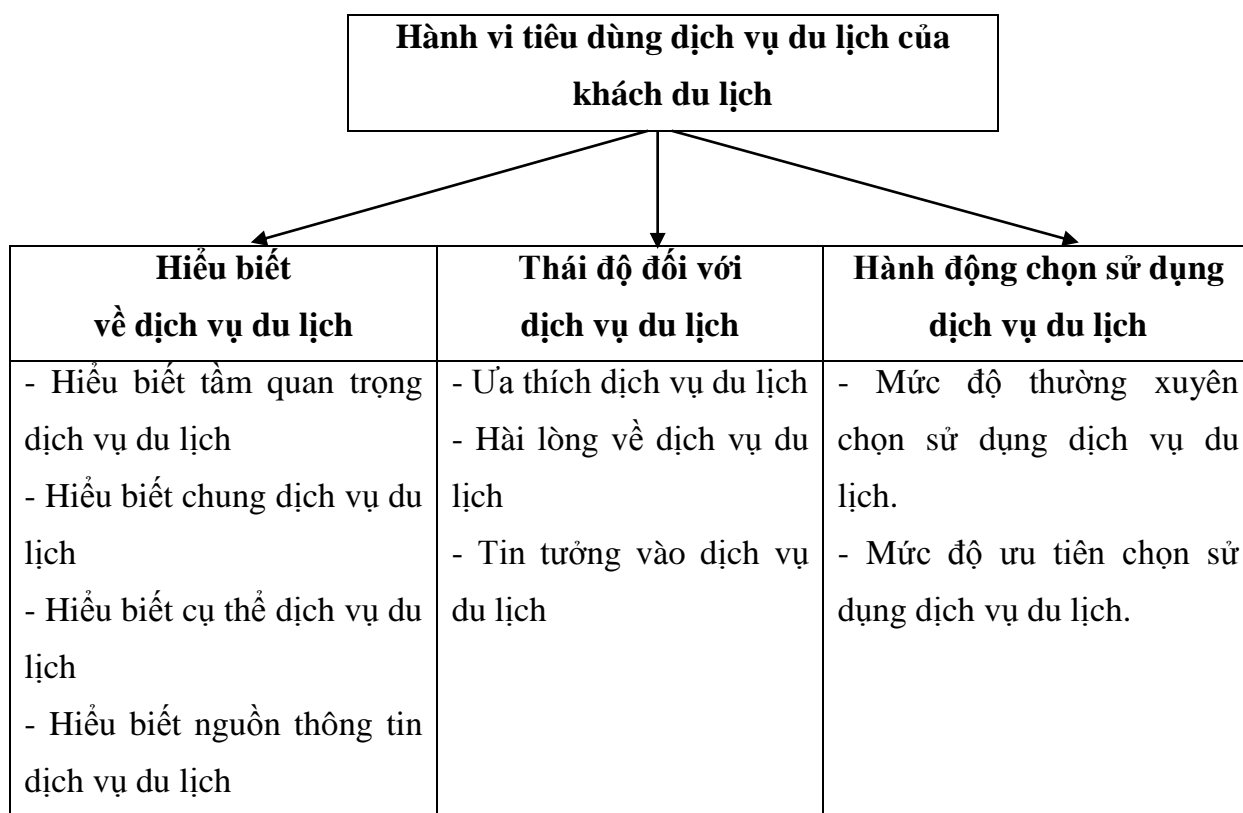 Hành vi tiêu dùng dịch vụ du lịch của
khách du lịch
Hiểu biết
về dịch vụ du lịch
Thái độ đối với
dịch vụ du lịch
Hành động chọn sử dụng
dịch vụ du lịch
- Hiểu biết tầm quan trọng
dịch vụ du lịch
- Hiểu biết chung dịch vụ du
lịch
- Hiểu biết cụ thể dịch vụ du
lịch
- Hiểu biết nguồn thông tin
dịch vụ du lịch
- Ưa thích dịch vụ du lịch
- Hài lòng về dịch vụ du
lịch
- Tin tưởng vào dịch vụ
du lịch
- Mức độ thường xuyên
chọn sử dụng dịch vụ du
lịch.
- Mức độ ưu tiên chọn sử
dụng dịch vụ du lịch.